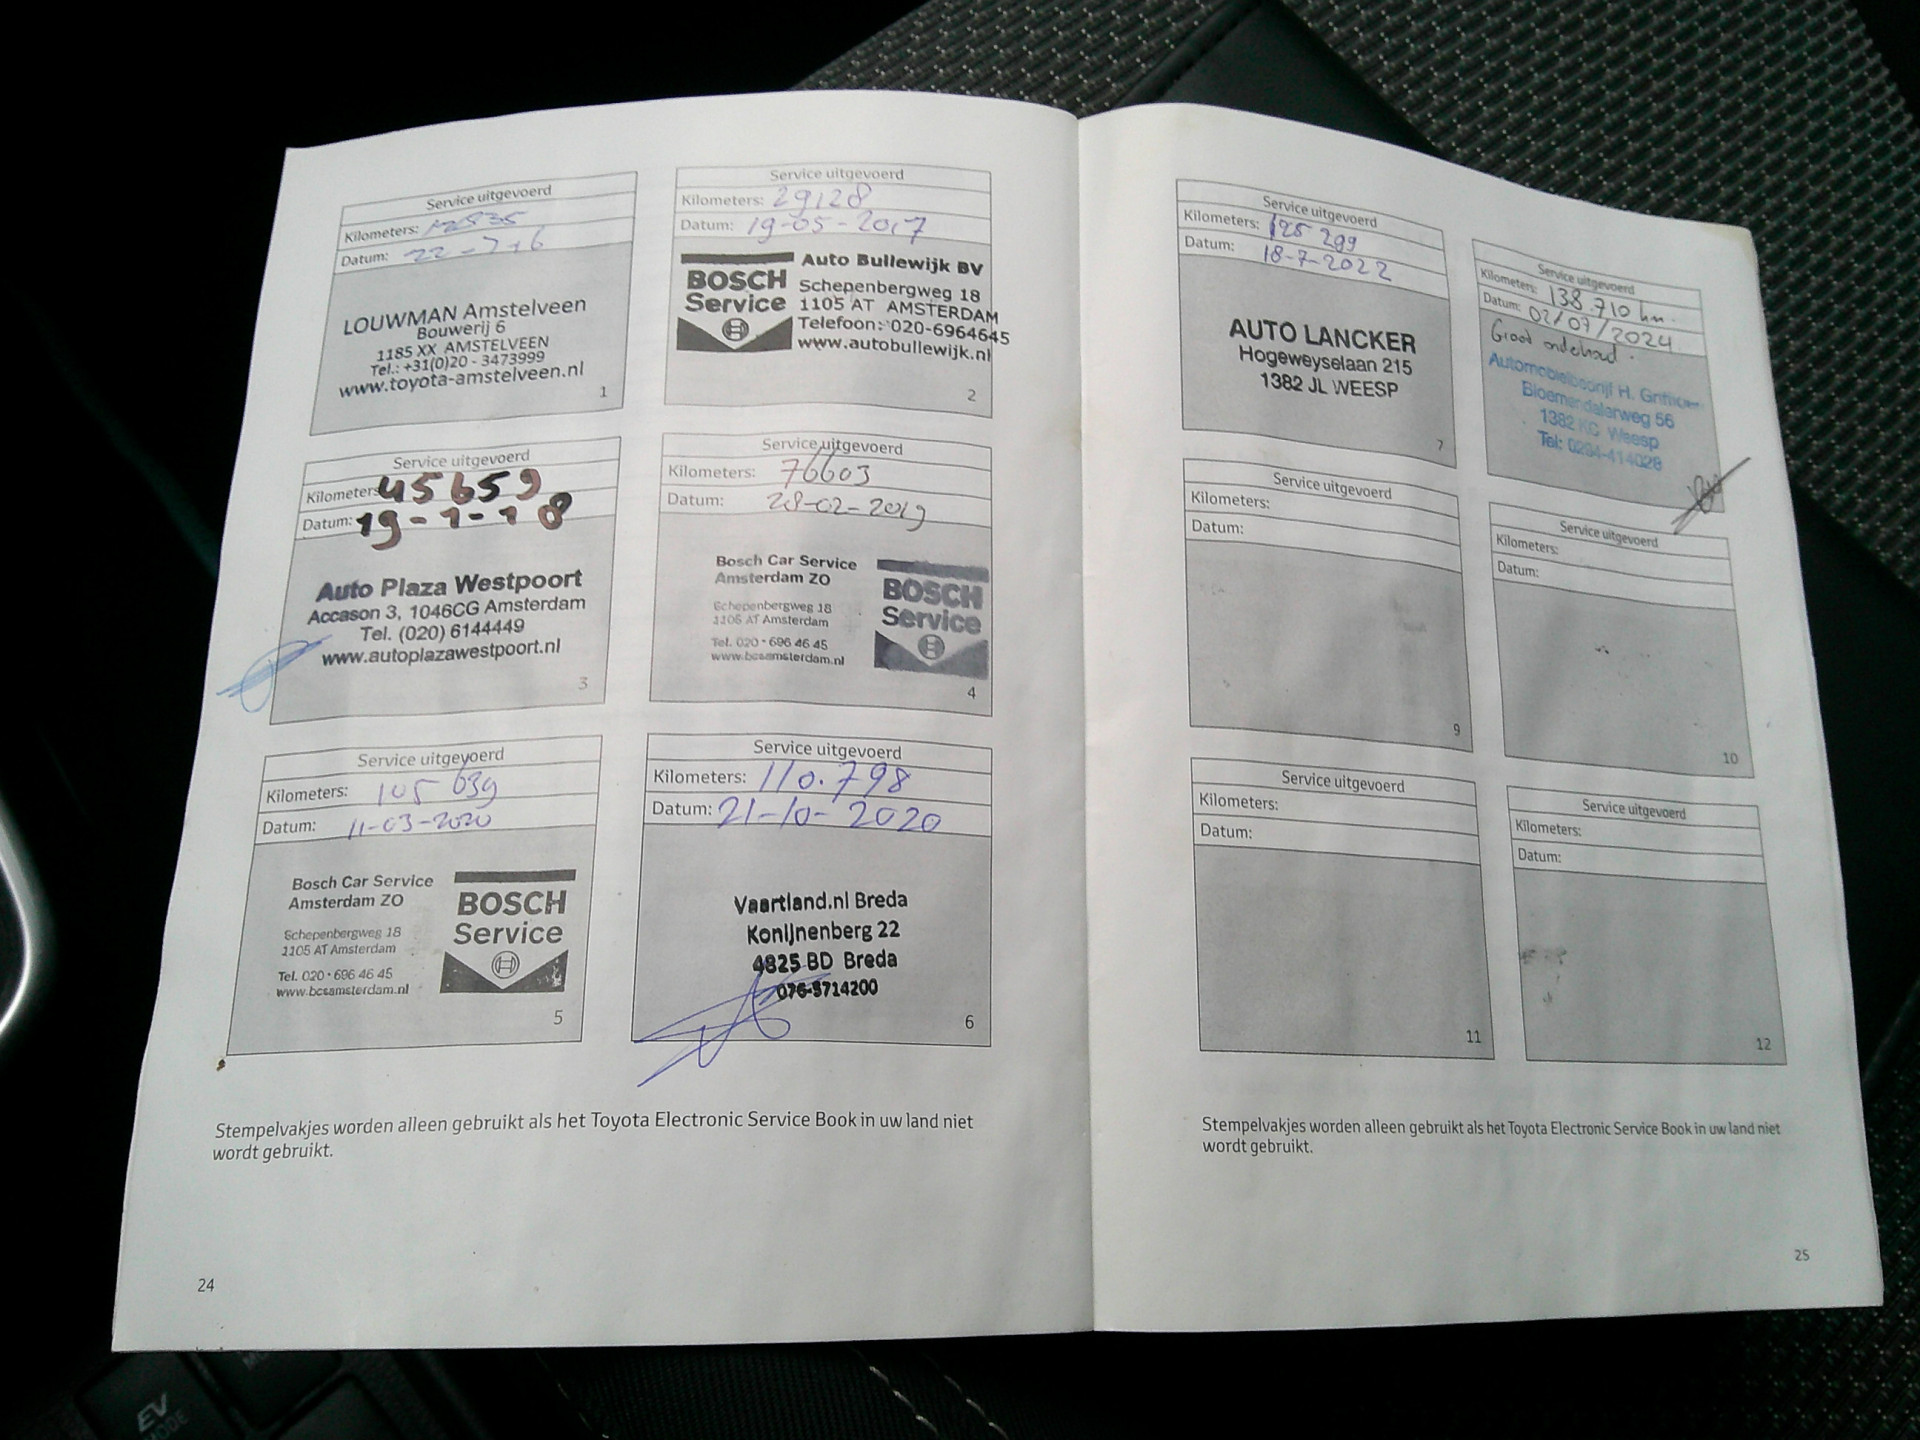 Service uitgevoerd
Kilometers:
Datum: 22-7-16
LOUWMAN Amstelveen
Bouwerij 6
1185 XX AMSTELVEEN
Tel.: +31(0)20 - 3473999
www.toyota-amstelveen.nl
1
Service uitgevoerd
Kilometers: 29128
Datum: 19-05-2017
BOSCH
Service
Auto Bullewijk BV
Schepenbergweg 18
1105 AT AMSTERDAM
Telefoon: 020-6964645
www.autobullewijk.nl
2
Service uitgevoerd
Kilometers: 45659
Datum: 19-1-18
Auto Plaza Westpoort
Accason 3, 1046CG Amsterdam
Tel. (020) 6144449
www.autoplazawestpoort.nl
3
Service uitgevoerd
Kilometers: 76603
Datum: 28-02-2019
Bosch Car Service
Amsterdam ZO
Schepenbergweg 18
1105 AT Amsterdam
Tel. 020 - 696 46 45
www.bcsamsterdam.nl
BOSCH
Service
4
Service uitgevoerd
Kilometers: 105 639
Datum: 11-03-2020
Bosch Car Service
Amsterdam ZO
Schepenbergweg 18
1105 AT Amsterdam
Tel. 020 - 696 46 45
www.bcsamsterdam.nl
BOSCH
Service
5
Service uitgevoerd
Kilometers: 110.798
Datum: 21-10-2020
Vaartland.nl Breda
Konijnenberg 22
4825 BD Breda
076-5714200
6
Stempelvakjes worden alleen gebruikt als het Toyota Electronic Service Book in uw land niet
wordt gebruikt.
24
Service uitgevoerd
Kilometers: 125 299
Datum: 18-7-2022
AUTO LANCKER
Hogeweyselaan 215
1382 JL WEESP
7
Service uitgevoerd
Kilometers: 138.710 km.
Datum: 02/07/2024
Groot onderhoud.
Automobielbedrijf H.
Bloemendalerweg 56
1382 KC Weesp
Tel: 0294-414028
Service uitgevoerd
Kilometers:
Datum:
9
Service uitgevoerd
Kilometers:
Datum:
10
Service uitgevoerd
Kilometers:
Datum:
11
Service uitgevoerd
Kilometers:
Datum:
12
Stempelvakjes worden alleen gebruikt als het Toyota Electronic Service Book in uw land niet
wordt gebruikt.
25
EV
MODE